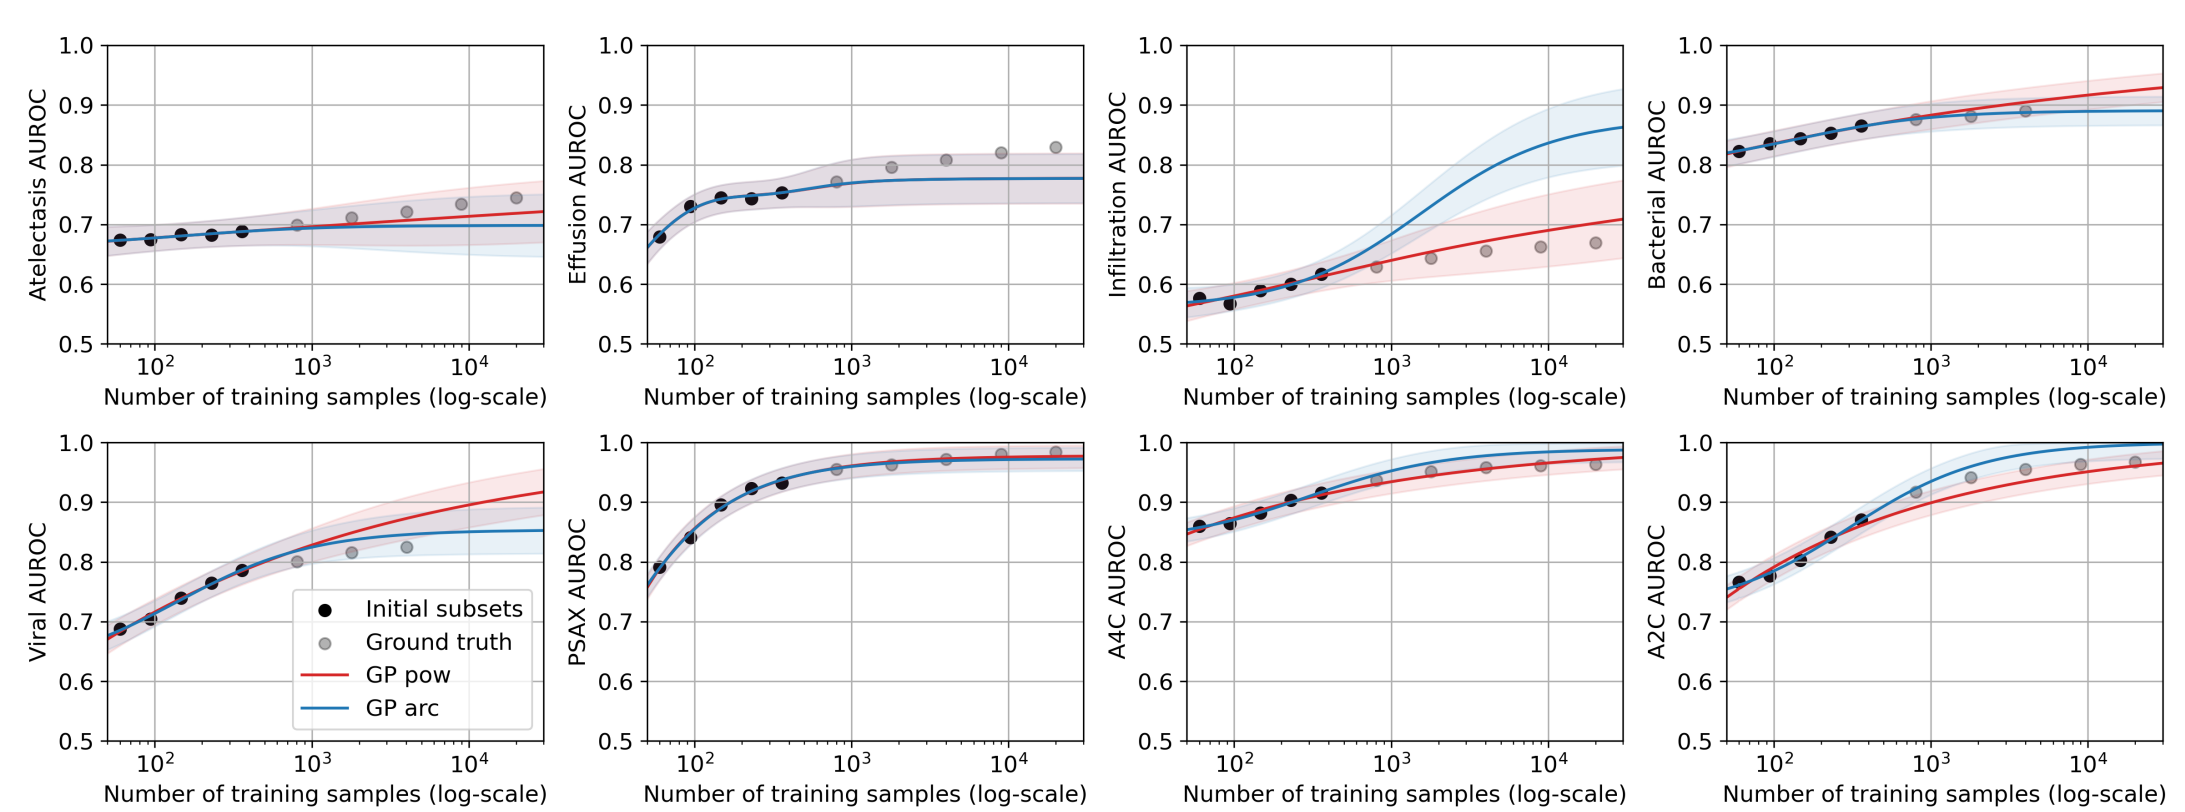 1.0
0.9
0.8
0.7
0.6
0.5
Atelectasis AUROC
10² 10³ 10⁴
Number of training samples (log-scale)
1.0
0.9
0.8
0.7
0.6
0.5
Effusion AUROC
10² 10³ 10⁴
Number of training samples (log-scale)
1.0
0.9
0.8
0.7
0.6
0.5
Infiltration AUROC
10² 10³ 10⁴
Number of training samples (log-scale)
1.0
0.9
0.8
0.7
0.6
0.5
Bacterial AUROC
10² 10³ 10⁴
Number of training samples (log-scale)
1.0
0.9
0.8
0.7
0.6
0.5
Viral AUROC
Initial subsets
Ground truth
GP pow
GP arc
10² 10³ 10⁴
Number of training samples (log-scale)
1.0
0.9
0.8
0.7
0.6
0.5
PSAX AUROC
10² 10³ 10⁴
Number of training samples (log-scale)
1.0
0.9
0.8
0.7
0.6
0.5
A4C AUROC
10² 10³ 10⁴
Number of training samples (log-scale)
1.0
0.9
0.8
0.7
0.6
0.5
A2C AUROC
10² 10³ 10⁴
Number of training samples (log-scale)